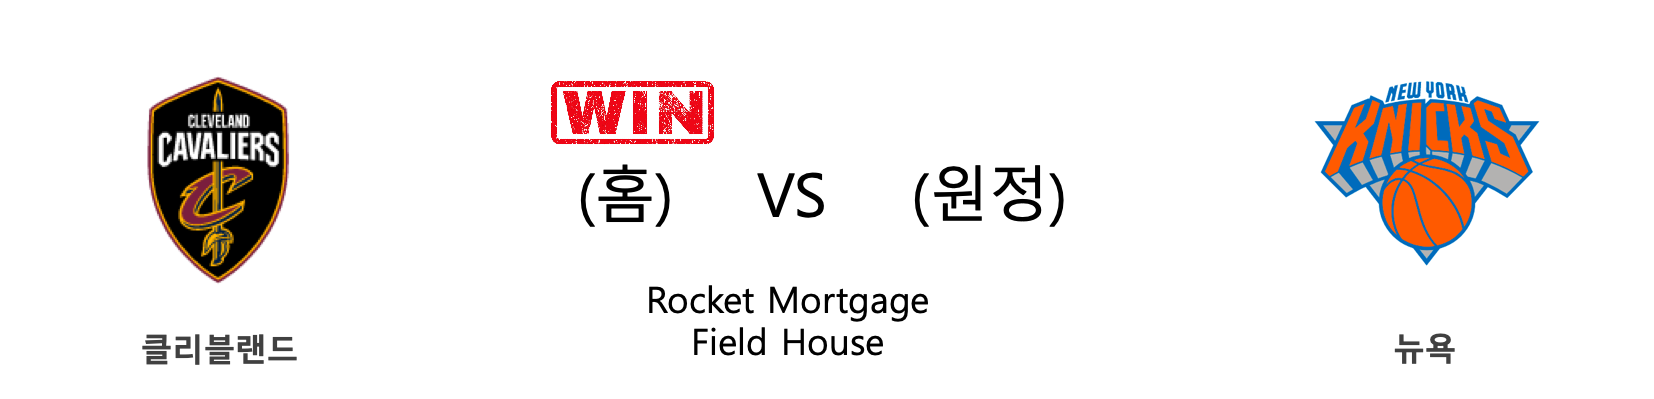 CLEVELAND
CAVALIERS
WIN
(홈) VS (원정)
Rocket Mortgage
Field House
NEW YORK
KNICKS
클리블랜드
뉴욕